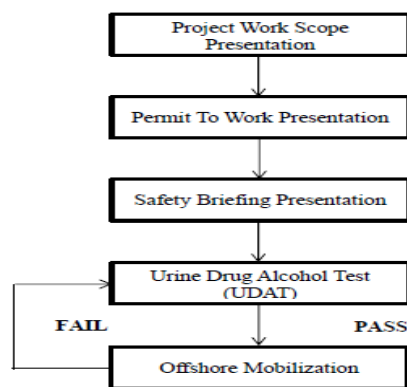 Project Work Scope
Presentation
Permit To Work Presentation
Safety Briefing Presentation
Urine Drug Alcohol Test
(UDAT)
FAIL
PASS
Offshore Mobilization